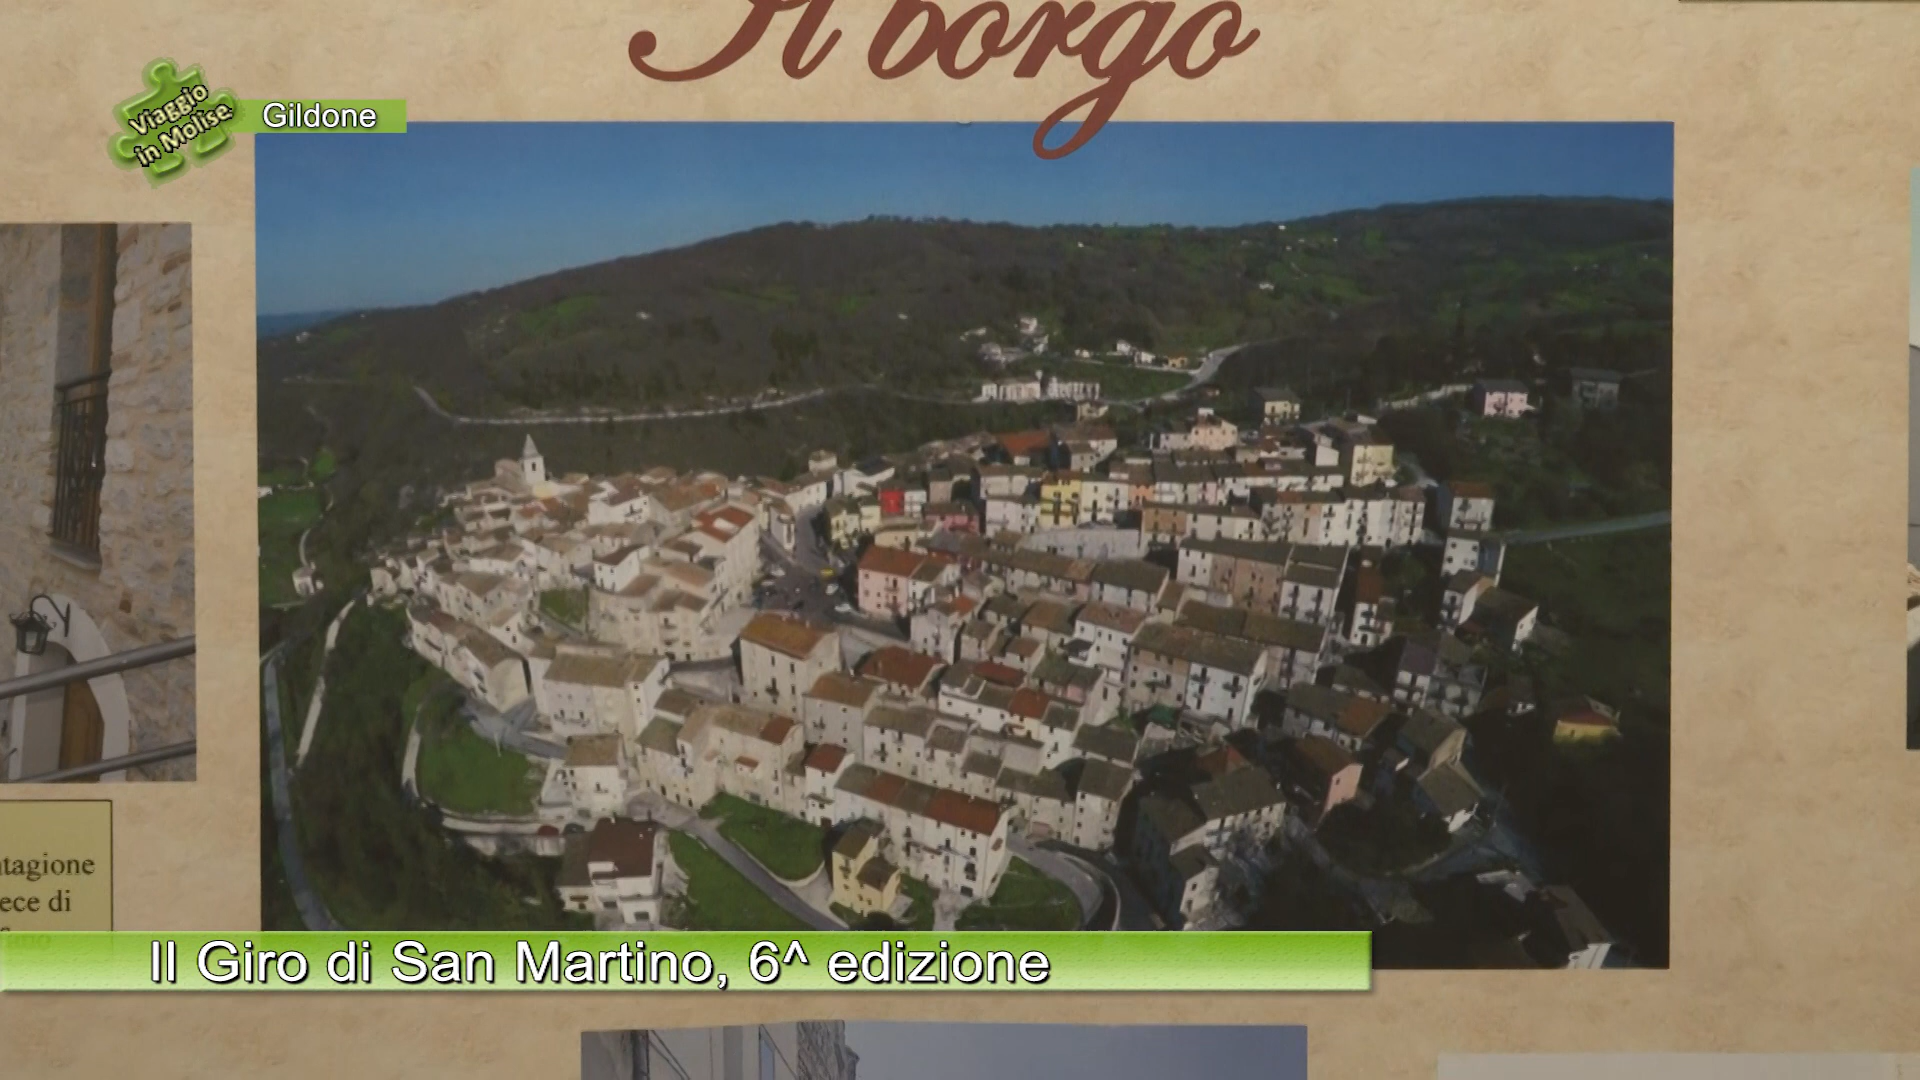 Il borgo
Viaggio
in Molise
Gildone
ntagione
ece di
Il Giro di San Martino, 6^ edizione